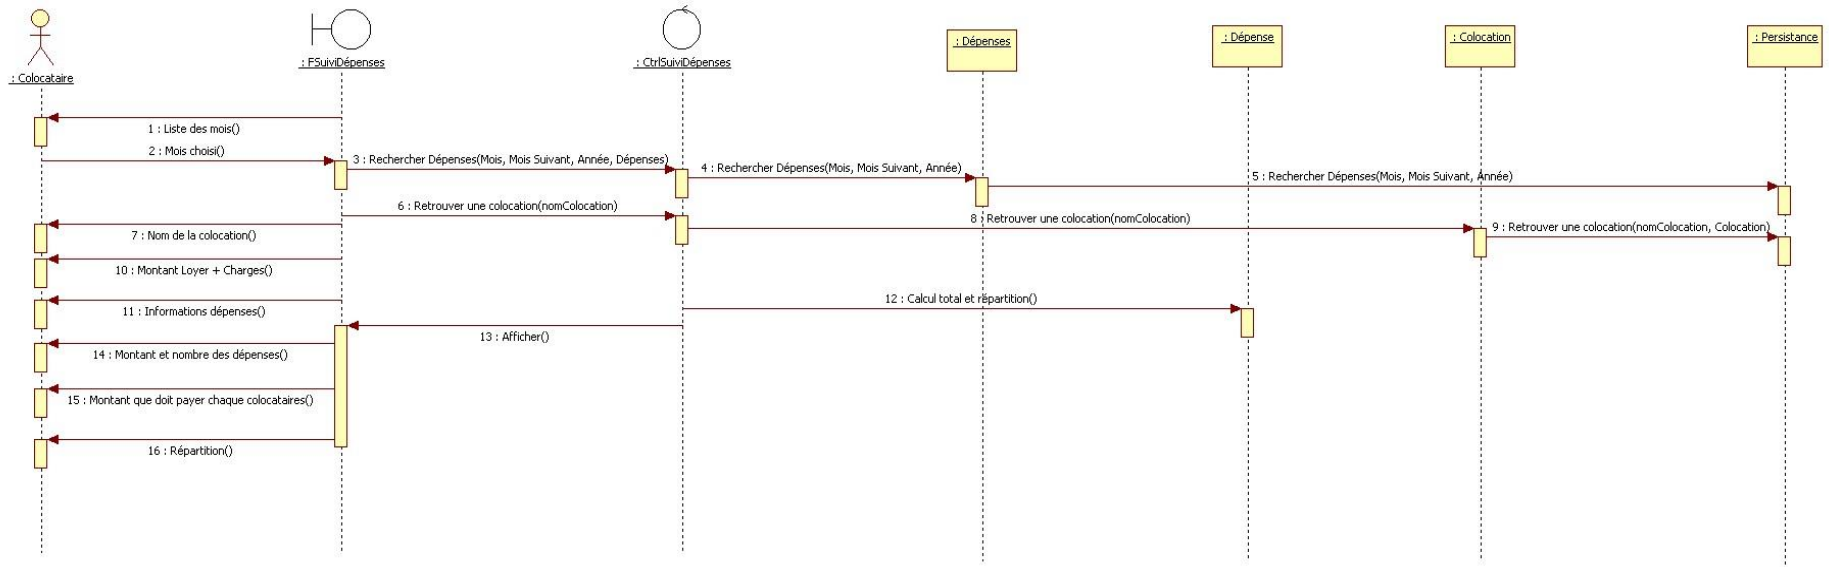 : Colocataire
: FSuiviDépenses
: CtrlSuiviDépenses
: Dépenses
: Dépense
: Colocation
: Persistance
1 : Liste des mois()
2 : Mois choisi()
3 : Rechercher Dépenses(Mois, Mois Suivant, Année, Dépenses)
4 : Rechercher Dépenses(Mois, Mois Suivant, Année)
5 : Rechercher Dépenses(Mois, Mois Suivant, Année)
6 : Retrouver une colocation(nomColocation)
7 : Nom de la colocation()
8 : Retrouver une colocation(nomColocation)
9 : Retrouver une colocation(nomColocation, Colocation)
10 : Montant Loyer + Charges()
11 : Informations dépenses()
12 : Calcul total et répartition()
13 : Afficher()
14 : Montant et nombre des dépenses()
15 : Montant que doit payer chaque colocataires()
16 : Répartition()